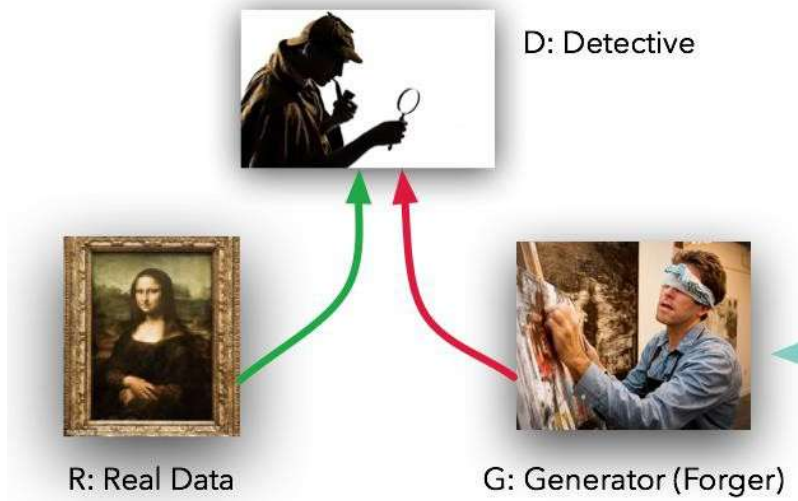 D: Detective
R: Real Data
G: Generator (Forger)